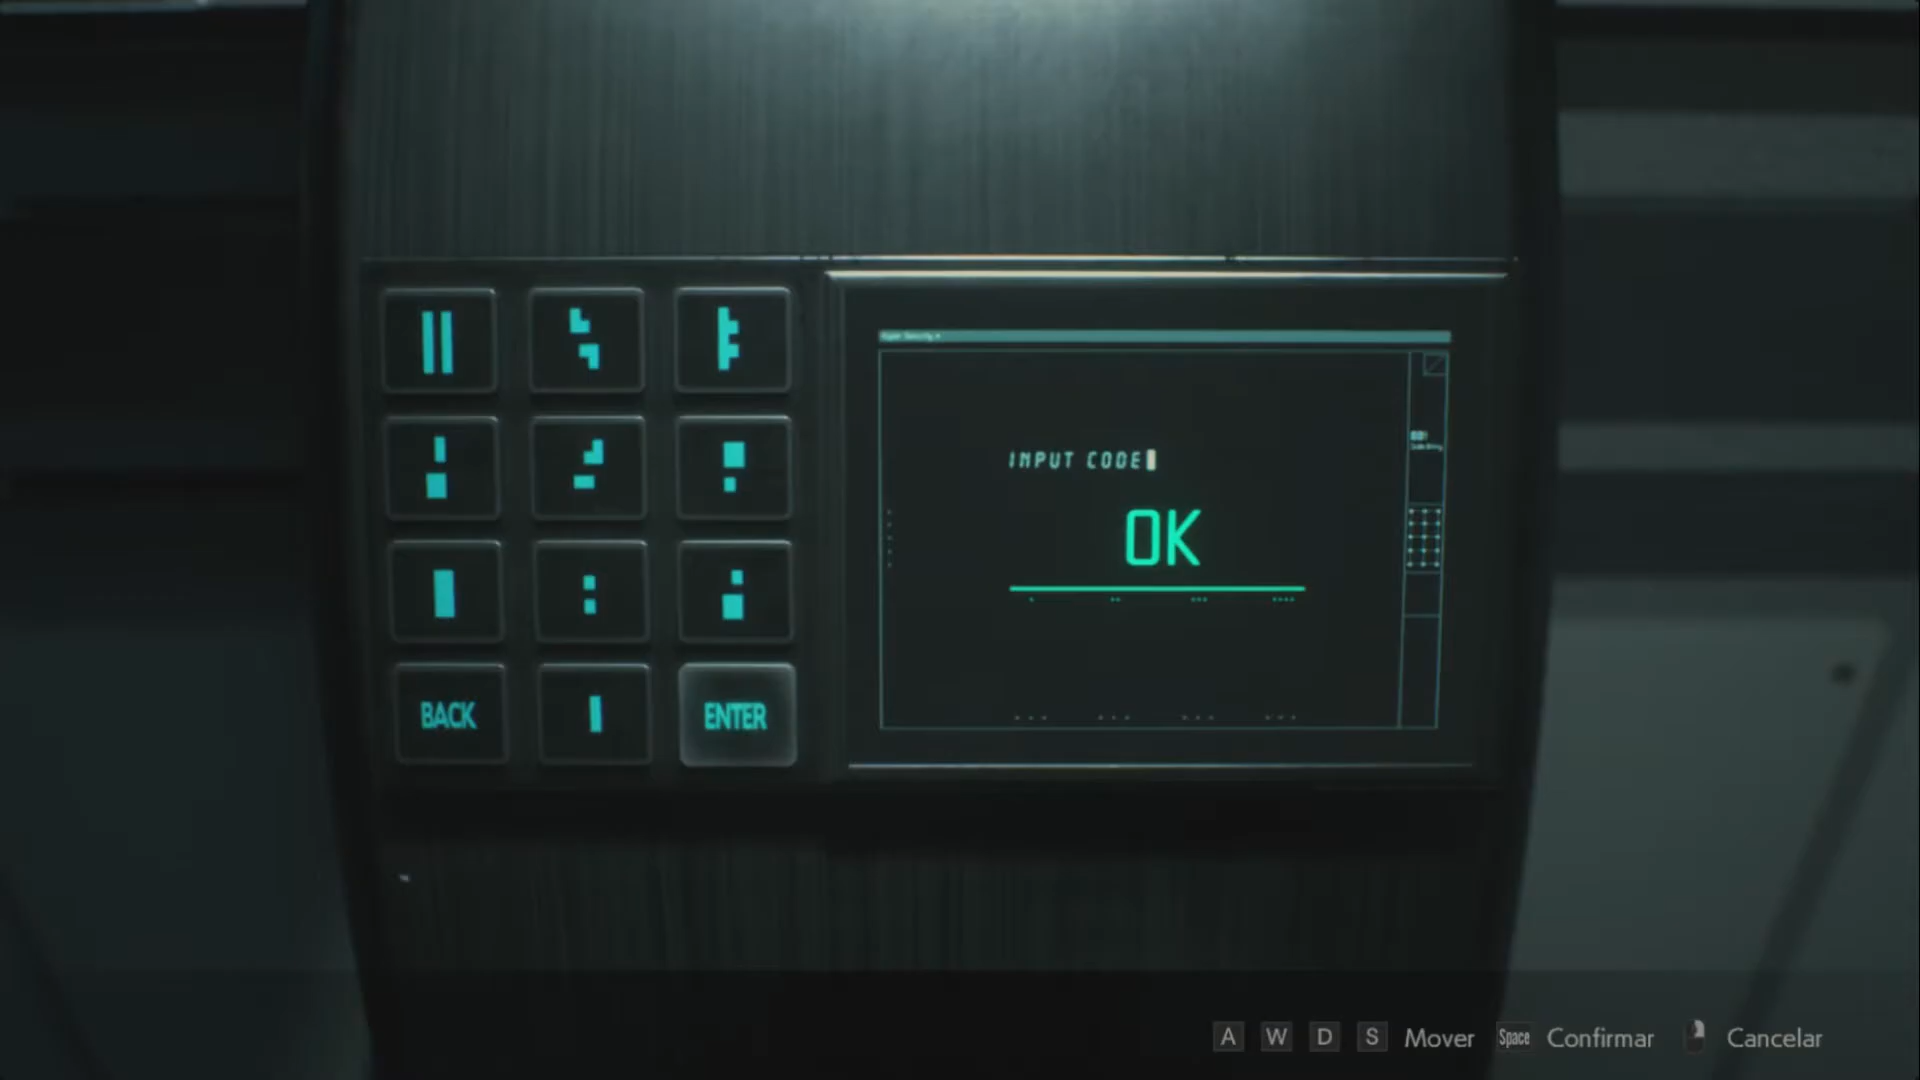 INPUT CODE
OK
BACK
ENTER
A W D S Mover Space Confirmar Cancelar